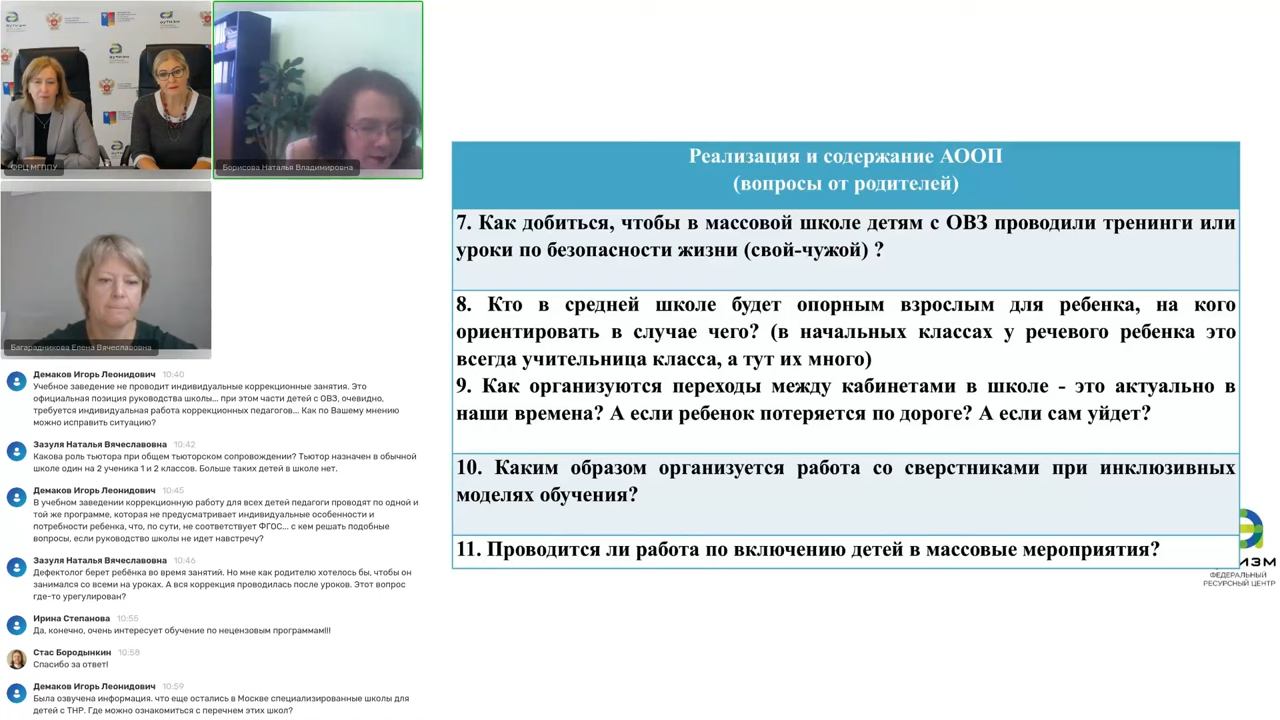 ФРЦ МГППУ
Борисова Наталья Владимировна
Багарадникова Елена Вячеславовна
Демаков Игорь Леонидович 10:40
Учебное заведение не проводит индивидуальные коррекционные занятия. Это
официальная позиция руководства школы... при этом части детей с ОВЗ, очевидно,
требуется индивидуальная работа коррекционных педагогов... Как по Вашему мнению
можно исправить ситуацию?
Зазуля Наталья Вячеславовна 10:42
Какова роль тьютора при общем тьюторском сопровождении? Тьютор назначен в обычной
школе один на 2 ученика 1 и 2 классов. Больше таких детей в школе нет.
Демаков Игорь Леонидович 10:45
В учебном заведении коррекционную работу для всех детей педагоги проводят по одной и
той же программе, которая не предусматривает индивидуальные особенности и
потребности ребенка, что, по сути, не соответствует ФГОС... с кем решать подобные
вопросы, если руководство школы не идет навстречу?
Зазуля Наталья Вячеславовна 10:46
Дефектолог берет ребёнка во время занятий. Но мне как родителю хотелось бы, чтобы он
занимался со всеми на уроках. А вся коррекция проводилась после уроков. Этот вопрос
где-то урегулирован?
Ирина Степанова 10:55
Да, конечно, очень интересует обучение по нецензовым программам!!!
Стас Бородынкин 10:58
Спасибо за ответ!
Демаков Игорь Леонидович 10:59
Была озвучена информация. что еще остались в Москве специализированные школы для
детей с ТНР. Где можно ознакомиться с перечнем этих школ?
Реализация и содержание АООП
(вопросы от родителей)
7. Как добиться, чтобы в массовой школе детям с ОВЗ проводили тренинги или
уроки по безопасности жизни (свой-чужой) ?
8. Кто в средней школе будет опорным взрослым для ребенка, на кого
ориентировать в случае чего? (в начальных классах у речевого ребенка это
всегда учительница класса, а тут их много)
9. Как организуются переходы между кабинетами в школе - это актуально в
наши времена? А если ребенок потеряется по дороге? А если сам уйдет?
10. Каким образом организуется работа со сверстниками при инклюзивных
моделях обучения?
11. Проводится ли работа по включению детей в массовые мероприятия?
ФЕДЕРАЛЬНЫЙ
РЕСУРСНЫЙ ЦЕНТР